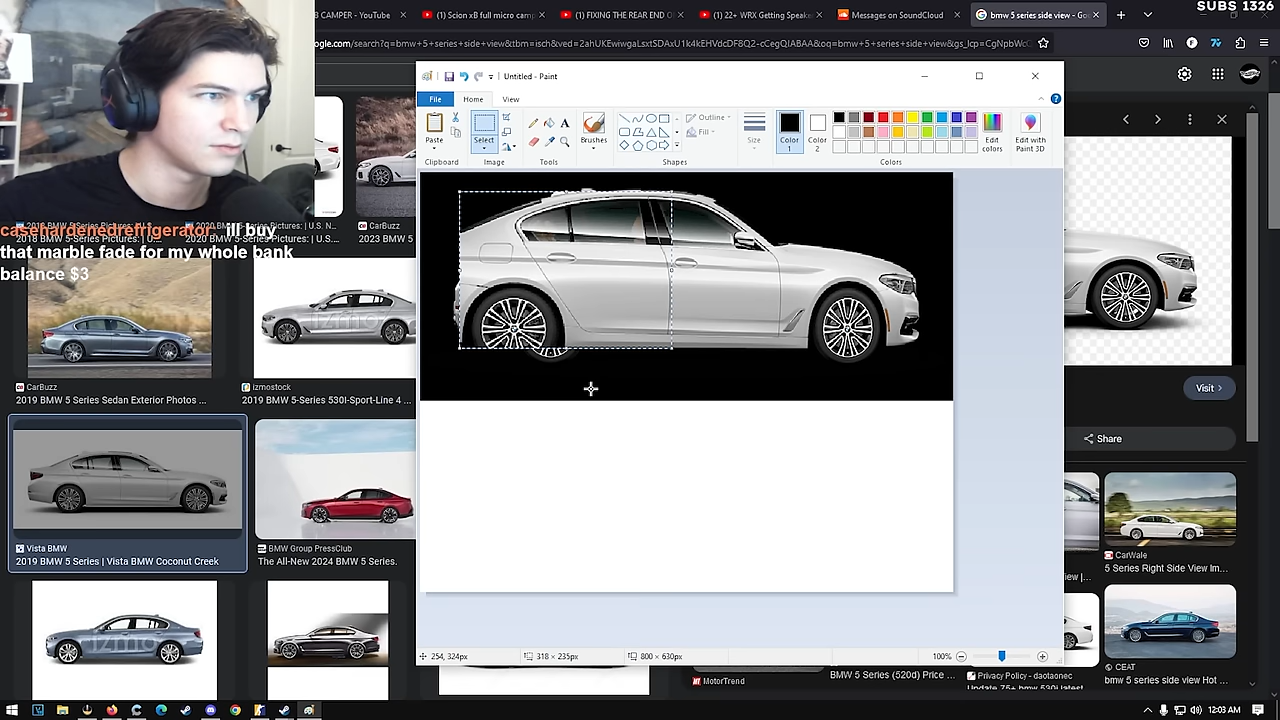 SUBS 1326
B CAMPER - YouTube
(1) Scion xB full micro camp
(1) FIXING THE REAR END O
(1) 22+ WRX Getting Speake
Messages on SoundCloud
bmw 5 series side view - Goo
Untitled - Paint
File
Home
View
Paste
Select
Brushes
Outline
Fill
Size
Color
1
Color
2
Edit
colors
Edit with
Paint 3D
Clipboard
Image
Tools
Shapes
Colors
casehardenedrefrigerator: ill buy
that marble fade for my whole bank
balance $3
CarBuzz
2023 BMW 5
CarBuzz
2019 BMW 5 Series Sedan Exterior Photos ...
izmostock
2019 BMW 5-Series 530I-Sport-Line 4 ...
Visit
Share
Vista BMW
2019 BMW 5 Series | Vista BMW Coconut Creek
BMW Group PressClub
The All-New 2024 BMW 5 Series.
CarWale
5 Series Right Side View Im...
CEAT
bmw 5 series side view Hot ...
254, 324px
318 × 235px
800 × 630px
100%
MotorTrend
BMW 5 Series (520d) Price ...
Privacy Policy - daotaonec
12:03 AM